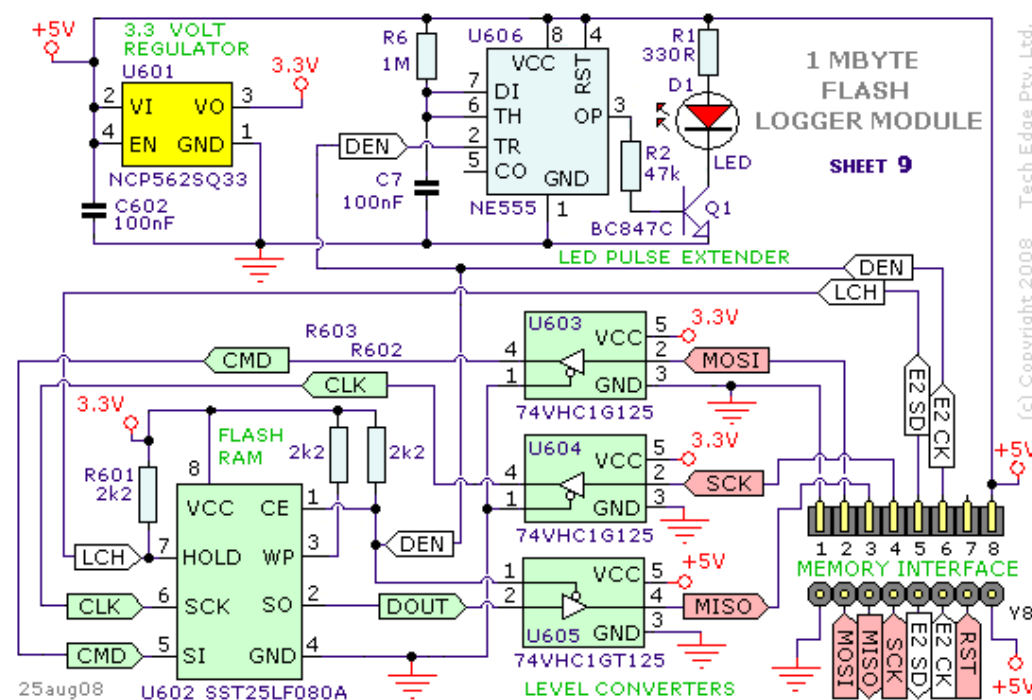 +5V
3.3 VOLT
REGULATOR
U601
3.3V
2 VI VO 3
4 EN GND 1
NCP562SQ33
C602
100nF
R6
1M
U606
8 4
VCC RST
7 DI
6 TH
OP 3
2 TR
5 CO
GND
1
NE555
DEN
C7
100nF
R1
330R
D1
LED
R2
47k
Q1
BC847C
LED PULSE EXTENDER
1 MBYTE
FLASH
LOGGER MODULE
SHEET 9
(c) Copyright 2008 Tech Edge Pty. Ltd.
DEN
LCH
R603
R602
CMD
CLK
U603
VCC 5
3.3V
4
2
MOSI
1
GND 3
74VHC1G125
U604
VCC 5
3.3V
4
2
SCK
1
GND 3
74VHC1G125
1
VCC 5
+5V
2
4
MISO
U605 GND 3
74VHC1GT125
LEVEL CONVERTERS
3.3V
FLASH
RAM
2k2
2k2
R601
2k2
8
VCC CE 1
LCH
7 HOLD WP 3
DEN
CLK
6 SCK SO 2
DOUT
CMD
5 SI GND 4
25aug08
U602 SST25LF080A
E2 SD
E2 CK
+5V
1 2 3 4 5 6 7 8
MEMORY INTERFACE
Y8
MOSI
MISO
SCK
E2 SD
E2 CK
RST
+5V